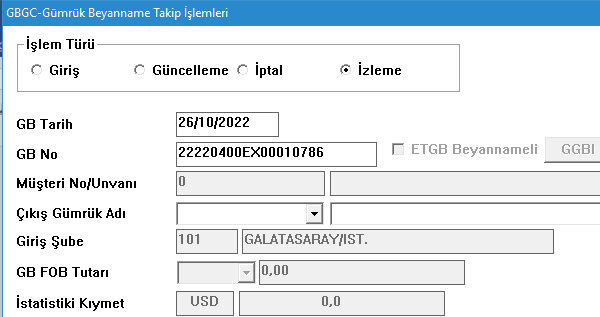 GBGC-Gümrük Beyanname Takip İşlemleri
İşlem Türü
Giriş Güncelleme İptal İzleme
GB Tarih 26/10/2022
GB No 22220400EX00010786 ETGB Beyannameli GGBI
Müşteri No/Unvanı 0
Çıkış Gümrük Adı
Giriş Şube 101 GALATASARAY/IST.
GB FOB Tutarı 0,00
İstatistiki Kıymet USD 0,0